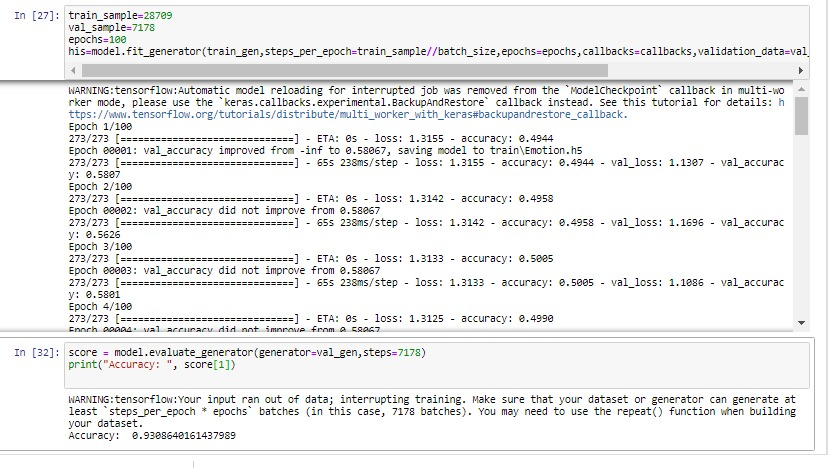 In [27]:
train_sample=28709
val_sample=7178
epochs=100
his=model.fit_generator(train_gen,steps_per_epoch=train_sample//batch_size,epochs=epochs,callbacks=callbacks,validation_data=val_
WARNING:tensorflow:Automatic model reloading for interrupted job was removed from the `ModelCheckpoint` callback in multi-wo
rker mode, please use the `keras.callbacks.experimental.BackupAndRestore` callback instead. See this tutorial for details: h
ttps://www.tensorflow.org/tutorials/distribute/multi_worker_with_keras#backupandrestore_callback.
Epoch 1/100
273/273 [==============================] - ETA: 0s - loss: 1.3155 - accuracy: 0.4944
Epoch 00001: val_accuracy improved from -inf to 0.58067, saving model to train\Emotion.h5
273/273 [==============================] - 65s 238ms/step - loss: 1.3155 - accuracy: 0.4944 - val_loss: 1.1307 - val_accurac
y: 0.5807
Epoch 2/100
273/273 [==============================] - ETA: 0s - loss: 1.3142 - accuracy: 0.4958
Epoch 00002: val_accuracy did not improve from 0.58067
273/273 [==============================] - 65s 238ms/step - loss: 1.3142 - accuracy: 0.4958 - val_loss: 1.1696 - val_accurac
y: 0.5626
Epoch 3/100
273/273 [==============================] - ETA: 0s - loss: 1.3133 - accuracy: 0.5005
Epoch 00003: val_accuracy did not improve from 0.58067
273/273 [==============================] - 65s 238ms/step - loss: 1.3133 - accuracy: 0.5005 - val_loss: 1.1086 - val_accurac
y: 0.5801
Epoch 4/100
273/273 [==============================] - ETA: 0s - loss: 1.3125 - accuracy: 0.4990
Epoch 00004: val accuracy did not improve from 0.58067
In [32]:
score = model.evaluate_generator(generator=val_gen,steps=7178)
print("Accuracy: ", score[1])
WARNING:tensorflow:Your input ran out of data; interrupting training. Make sure that your dataset or generator can generate at
least `steps_per_epoch * epochs` batches (in this case, 7178 batches). You may need to use the repeat() function when building
your dataset.
Accuracy:  0.9308640161437989